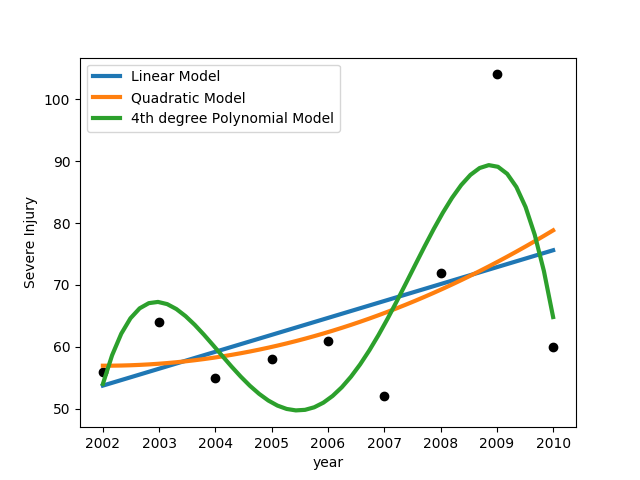 Linear Model
Quadratic Model
4th degree Polynomial Model
Severe Injury
100
90
80
70
60
50
2002 2003 2004 2005 2006 2007 2008 2009 2010
year